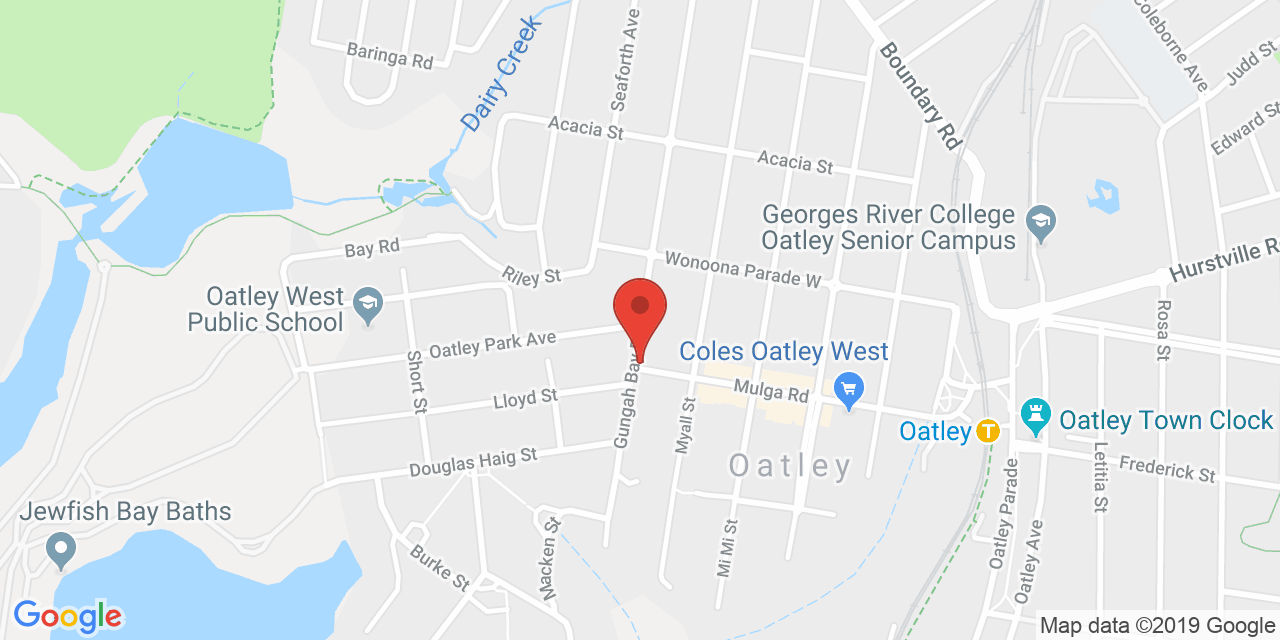 Coleborne Ave
Seaforth Ave
Baringa Rd
Dairy Creek
Boundary Rd
Judd St
Edward St
Acacia St
Acacia St
Georges River College
Oatley Senior Campus
Bay Rd
Riley St
Wonoona Parade W
Hurstville R
Oatley West
Public School
Rosa St
Oatley Park Ave
Gungah Bay
Short St
Coles Oatley West
Mulga Rd
Lloyd St
Myall St
Oatley
T
Oatley Town Clock
Douglas Haig St
Oatley
Frederick St
Letitia St
Jewfish Bay Baths
Oatley Parade
Oatley Ave
Burke St
Macken St
Mi Mi St
Google
Map data ©2019 Google